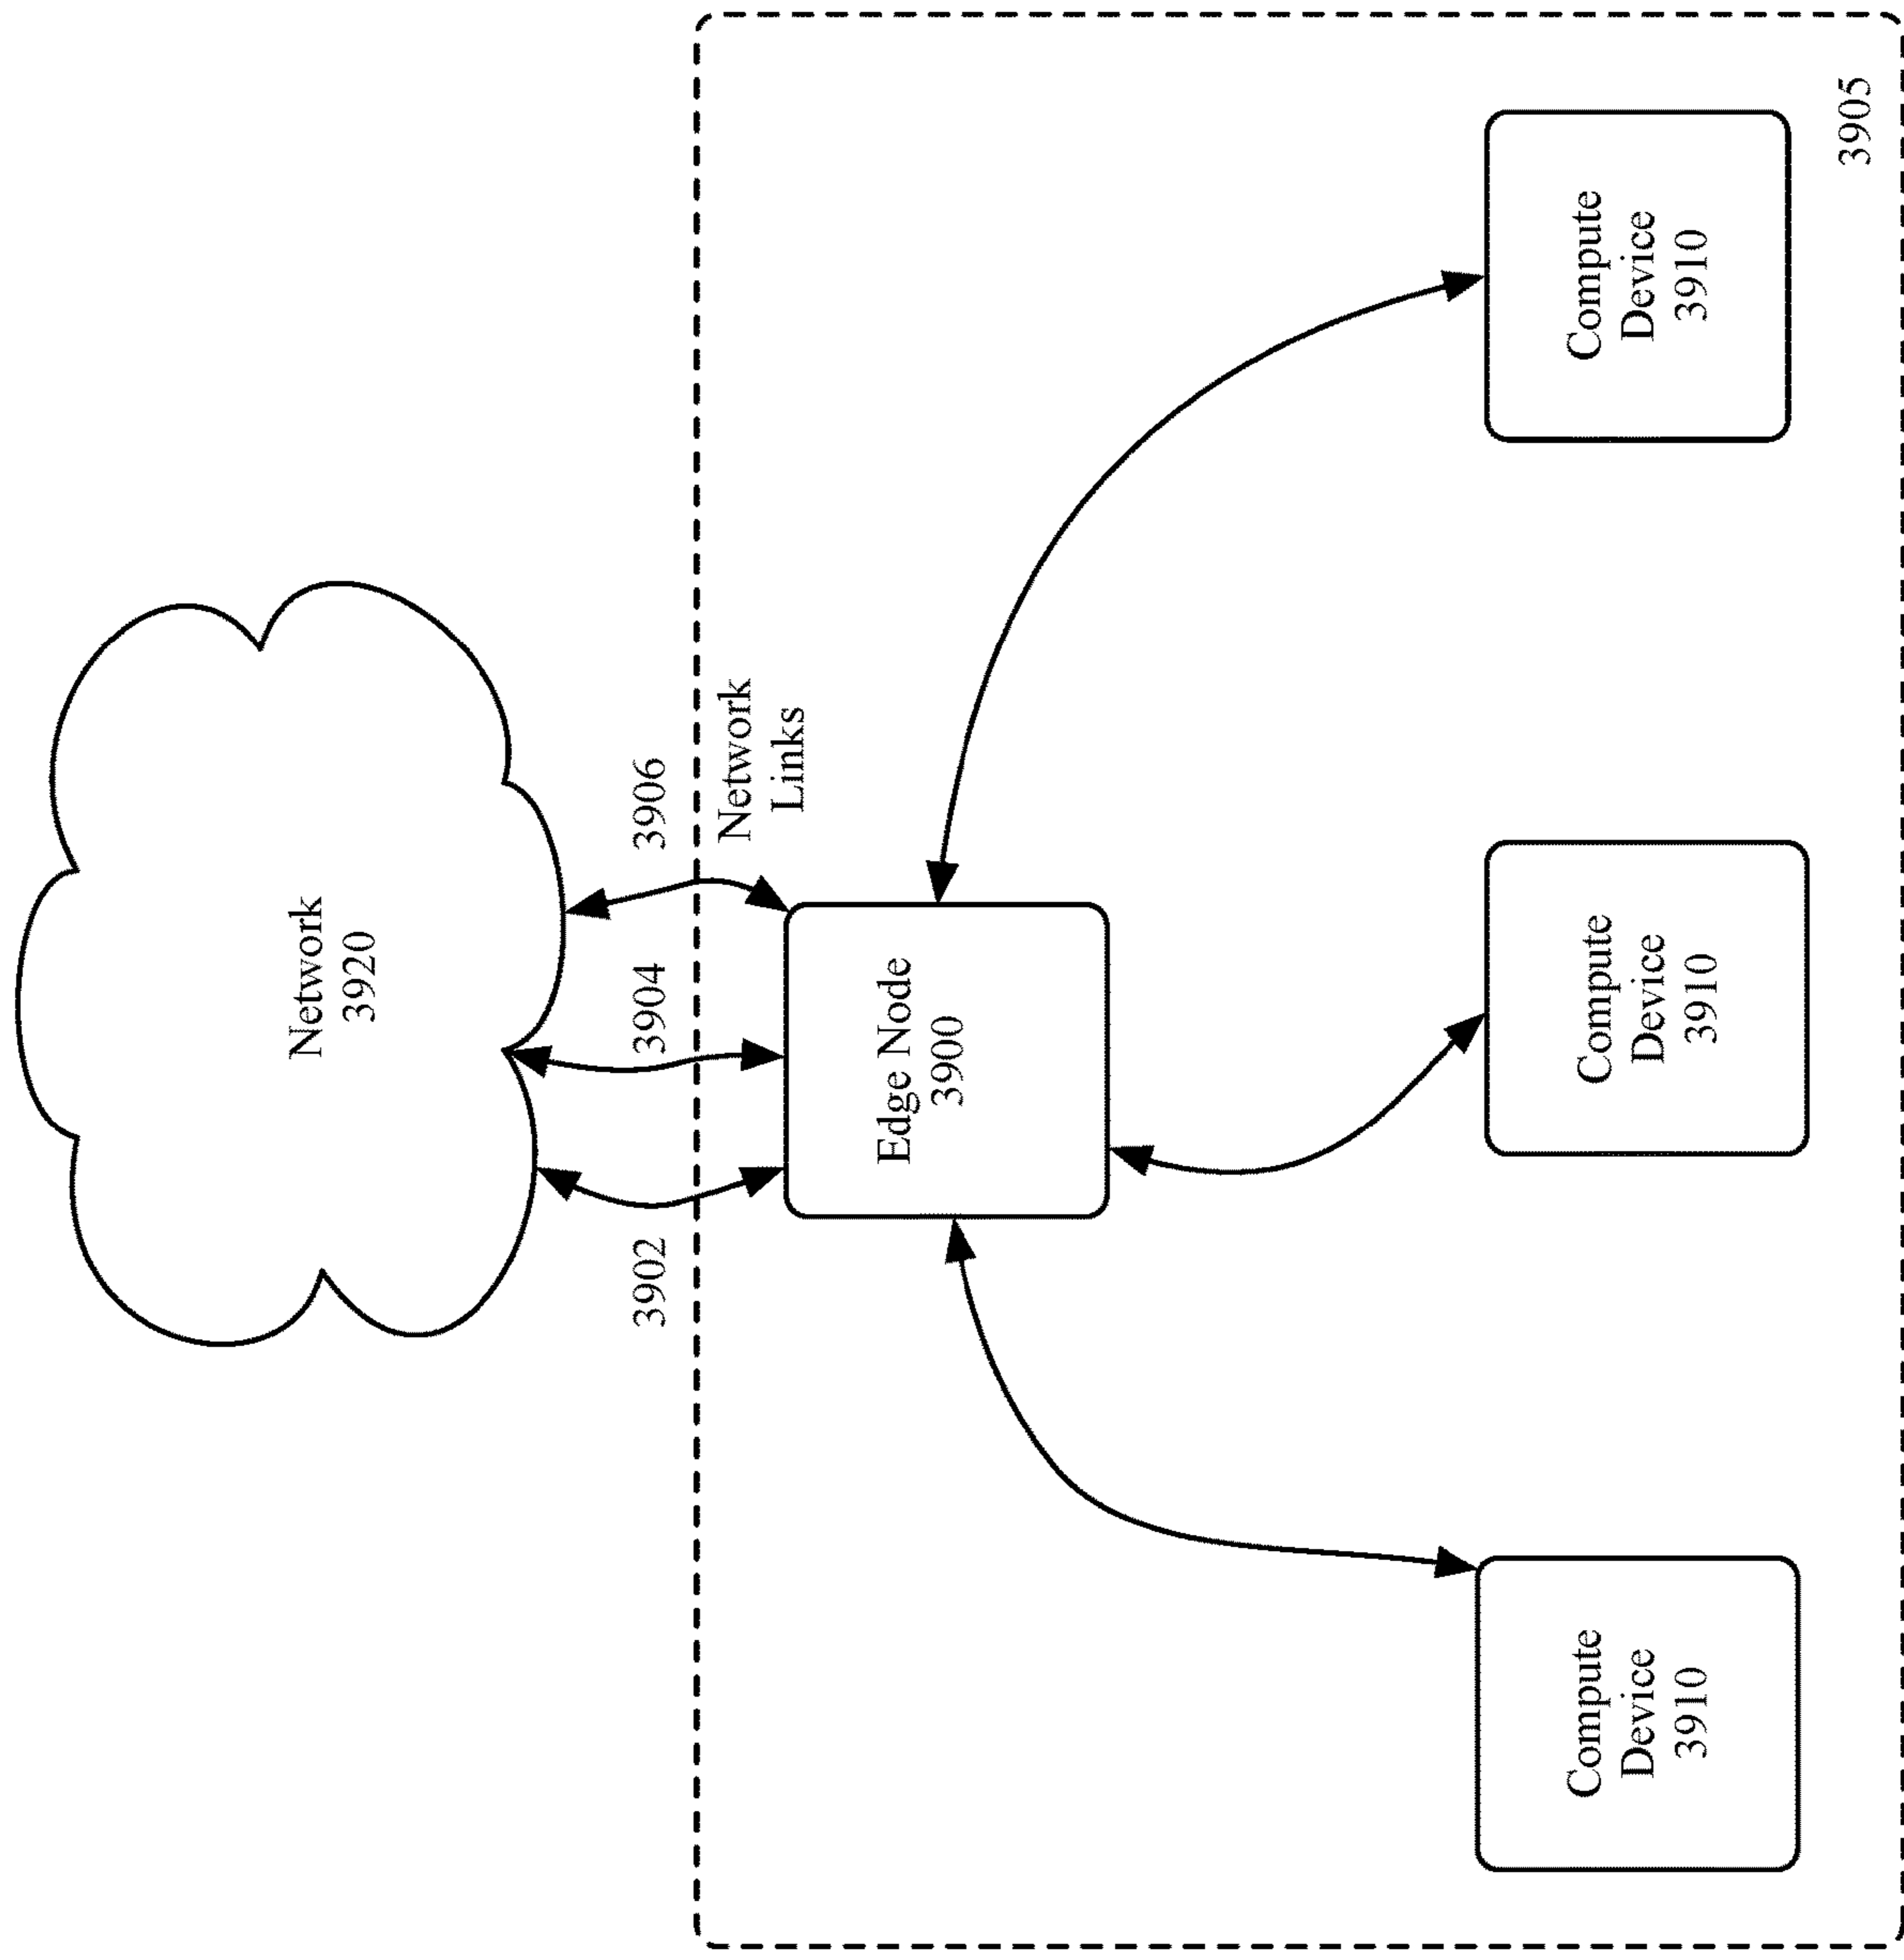 Network
3920
3902
3904
3906
Network
Links
Edge Node
3900
Compute
Device
3910
Compute
Device
3910
Compute
Device
3910
3905